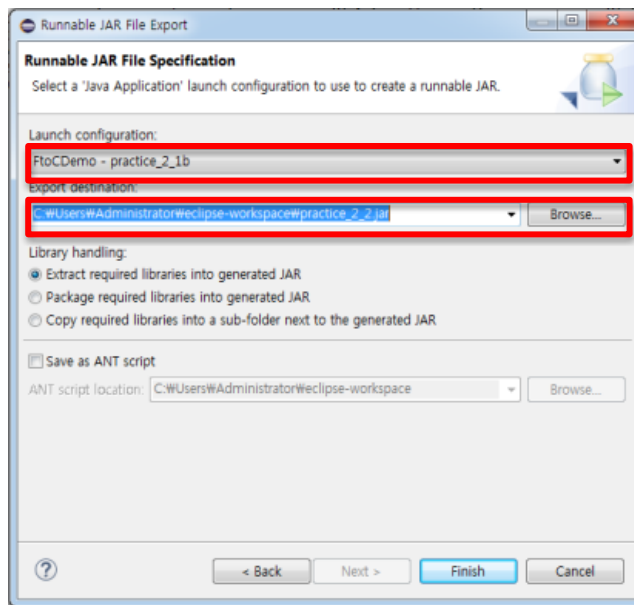 Runnable JAR File Export
Runnable JAR File Specification
Select a 'Java Application' launch configuration to use to create a runnable JAR.
Launch configuration:
FtoCDemo - practice_2_1b
Export destination:
C:₩Users₩Administrator₩eclipse-workspace₩practice_2_2.jar
Browse...
Library handling:
Extract required libraries into generated JAR
Package required libraries into generated JAR
Copy required libraries into a sub-folder next to the generated JAR
Save as ANT script
ANT script location: C:₩Users₩Administrator₩eclipse-workspace Browse...
? < Back Next > Finish Cancel